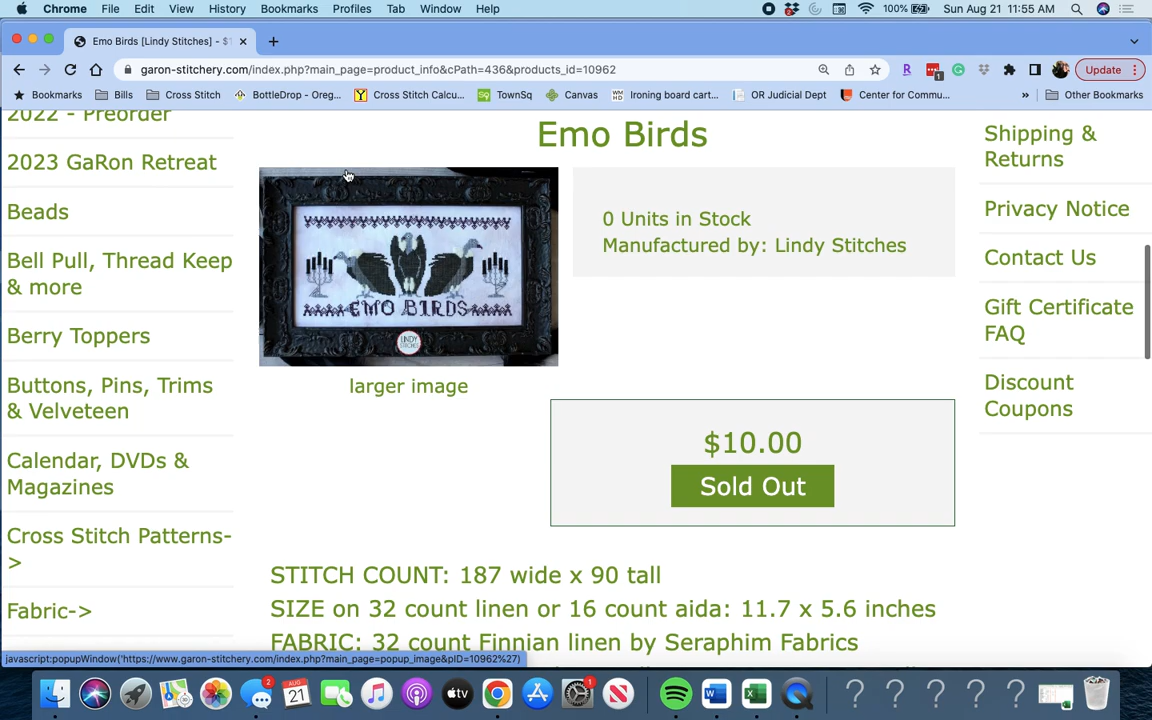 Chrome File Edit View History Bookmarks Profiles Tab Window Help 100% Sun Aug 21 11:55 AM
Emo Birds [Lindy Stitches] - $1
garon-stitchery.com/index.php?main_page=product_info&cPath=436&products_id=10962 Update
Bookmarks Bills Cross Stitch BottleDrop - Oreg... Cross Stitch Calcu... TownSq Canvas Ironing board cart... OR Judicial Dept Center for Commu... » Other Bookmarks
2022 - Preorder
2023 GaRon Retreat
Beads
Bell Pull, Thread Keep
& more
Berry Toppers
Buttons, Pins, Trims
& Velveteen
Calendar, DVDs &
Magazines
Cross Stitch Patterns-
>
Fabric->
Emo Birds
EMO BIRDS
LINDY
STITCHES
larger image
0 Units in Stock
Manufactured by: Lindy Stitches
$10.00
Sold Out
STITCH COUNT: 187 wide x 90 tall
SIZE on 32 count linen or 16 count aida: 11.7 x 5.6 inches
FABRIC: 32 count Finnian linen by Seraphim Fabrics
Shipping &
Returns
Privacy Notice
Contact Us
Gift Certificate
FAQ
Discount
Coupons
javascript:popupWindow('https://www.garon-stitchery.com/index.php?main_page=popup_image&pID=10962%27)